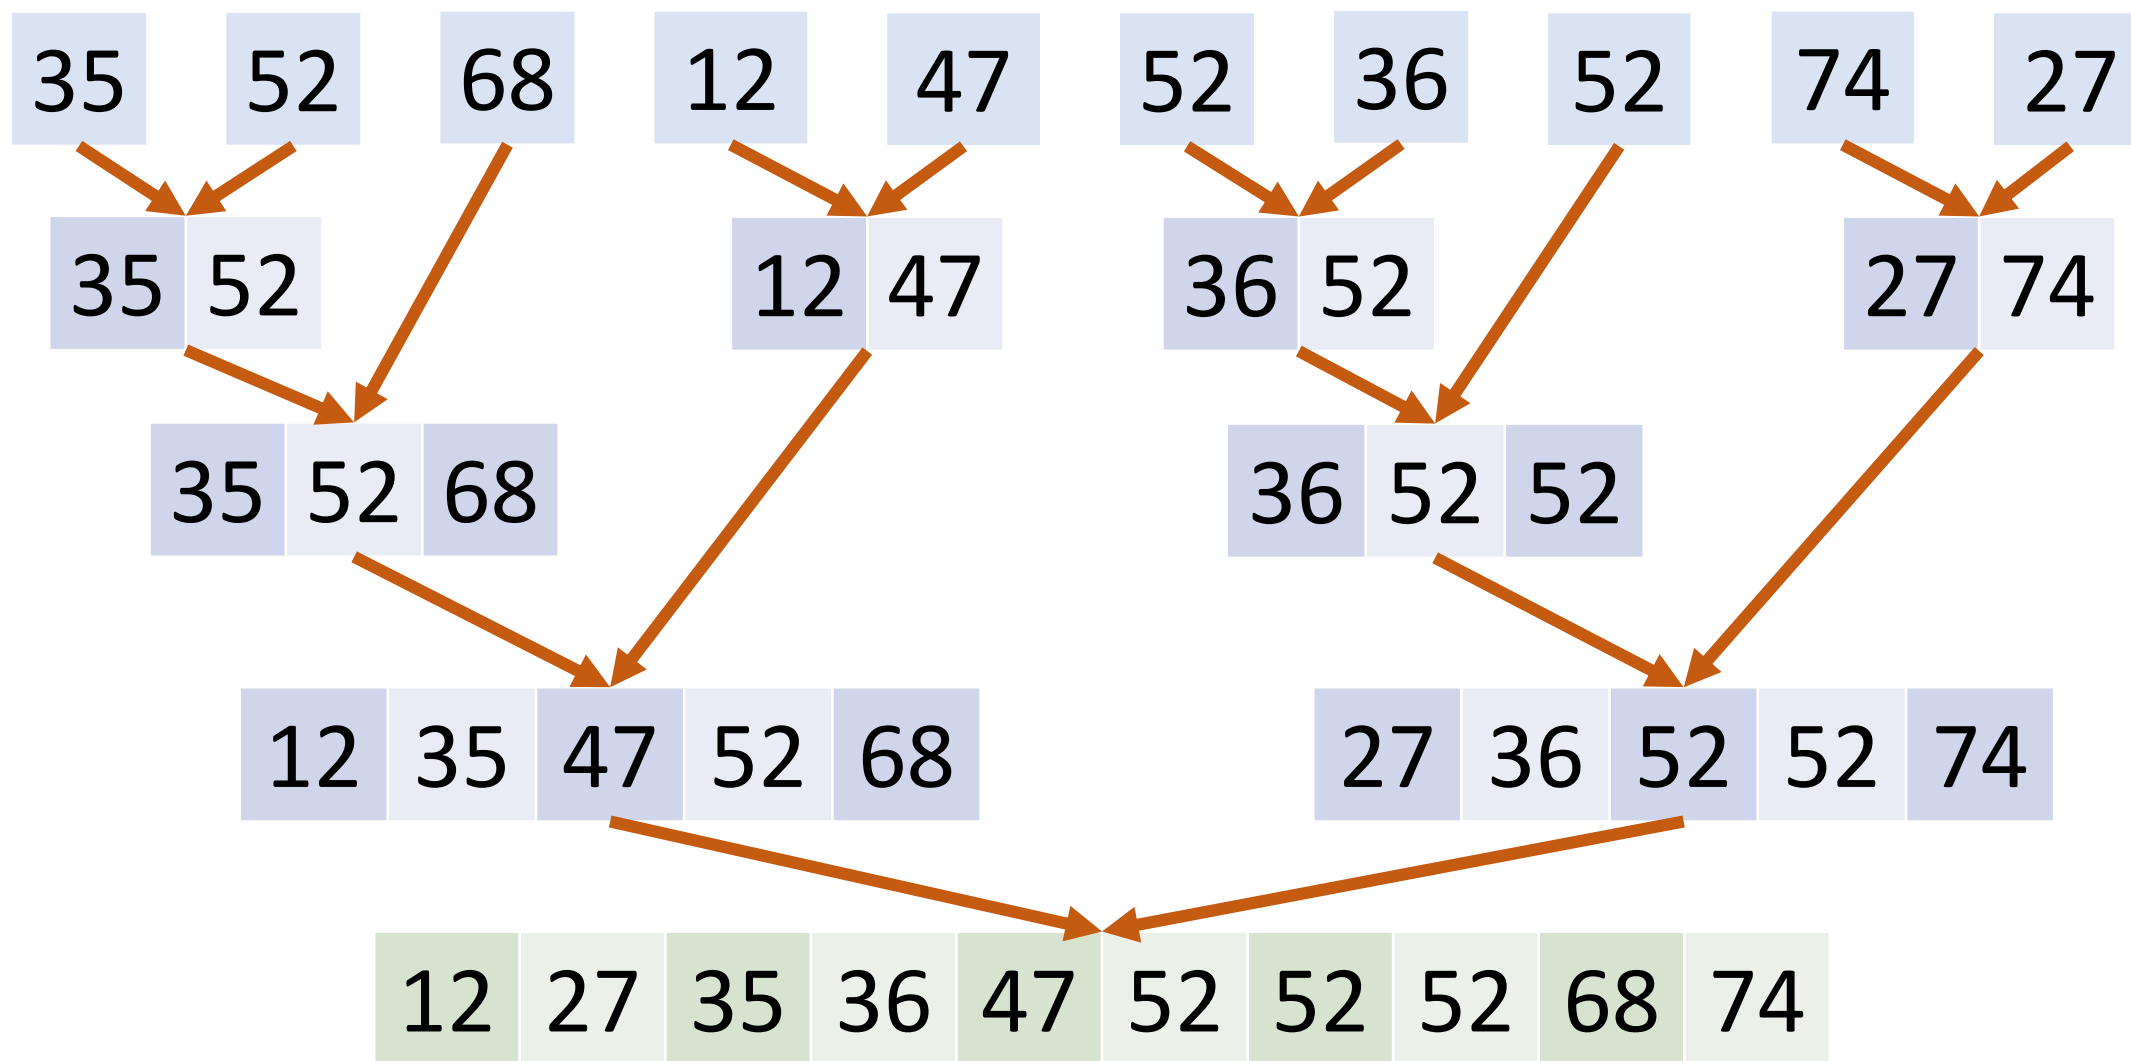 35 52 68 12 47 52 36 52 74 27
35 52 12 47 36 52 27 74
35 52 68 36 52 52
12 35 47 52 68 27 36 52 52 74
12 27 35 36 47 52 52 52 68 74